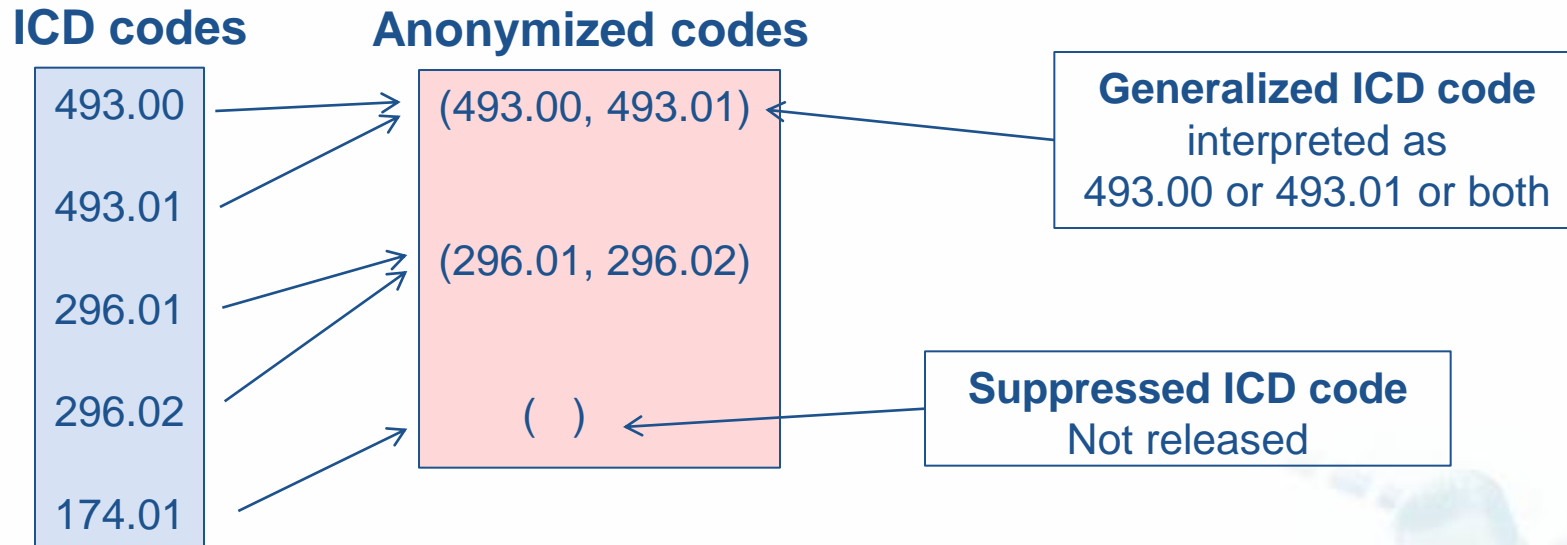 ICD codes
Anonymized codes
493.00
493.01
296.01
296.02
174.01
(493.00, 493.01)
(296.01, 296.02)
( )
Generalized ICD code
interpreted as
493.00 or 493.01 or both
Suppressed ICD code
Not released